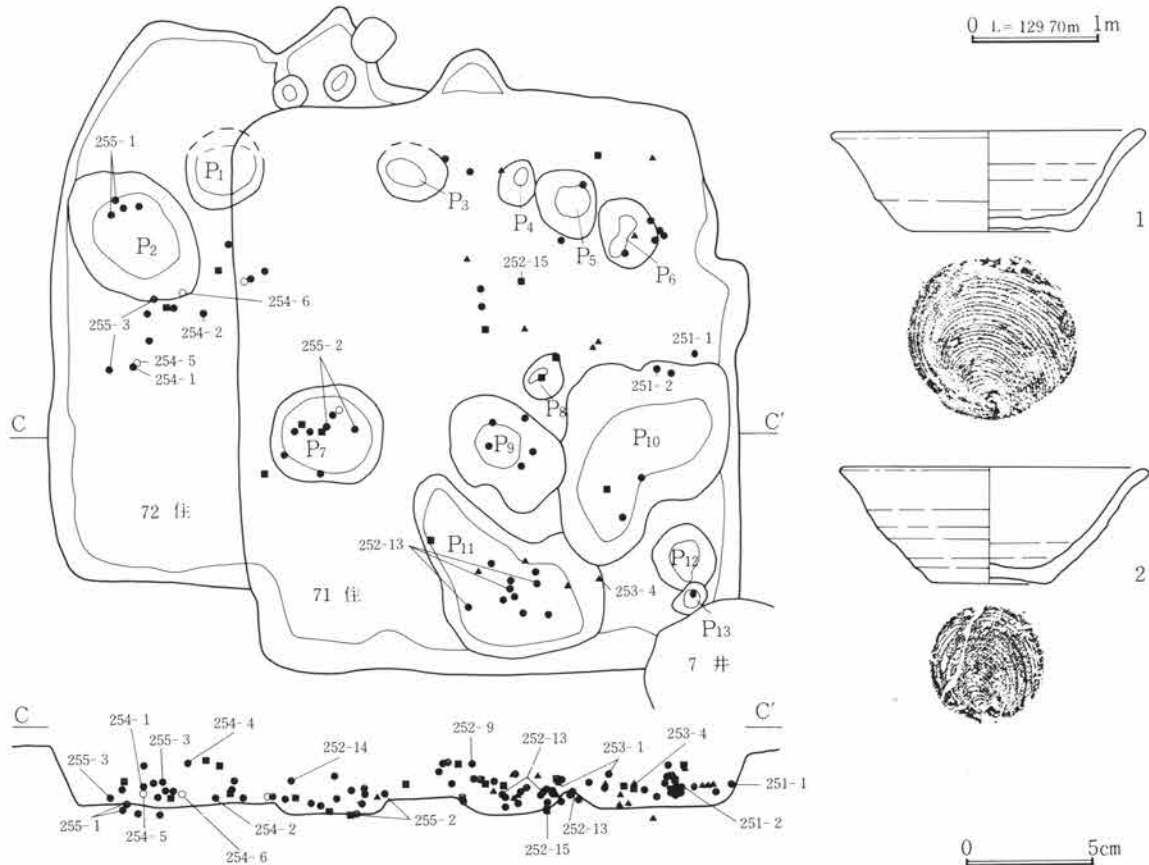 0 L= 129 70m 1m
255-1
P1
P2
P3
P4
P5
P6
1
252-15
254-6
255-3
254-2
254-5
254-1
255-2
251-1
251-2
P8
C
C'
P7
P9
P10
2
72 住
252-13
P11
P12
253-4
71 住
P13
7 井
C
C'
254-1
255-3
254-4
252-14
252-9
252-13
253-1
253-4
255-3
251-1
255-1
254-5
254-2
254-6
255-2
252-15
252-13
251-2
0 5cm